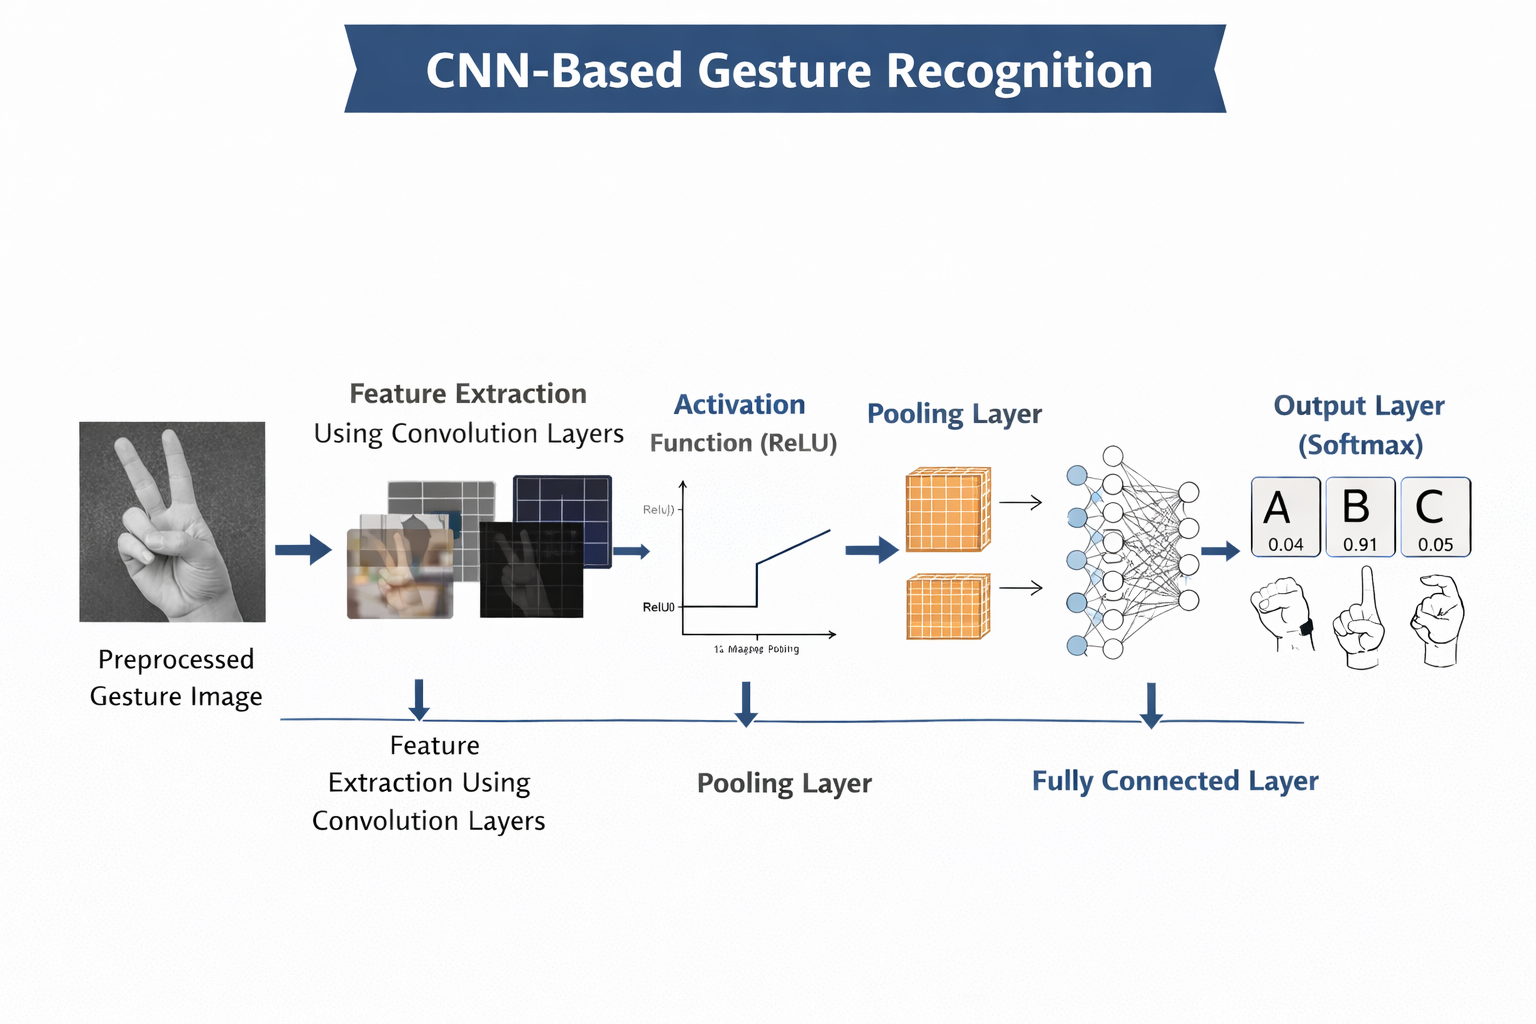 CNN-Based Gesture Recognition
Feature Extraction
Using Convolution Layers
Activation
Function (ReLU)
Pooling Layer
Output Layer
(Softmax)
A
0.04
B
0.91
C
0.05
Preprocessed
Gesture Image
Feature
Extraction Using
Convolution Layers
Pooling Layer
Fully Connected Layer